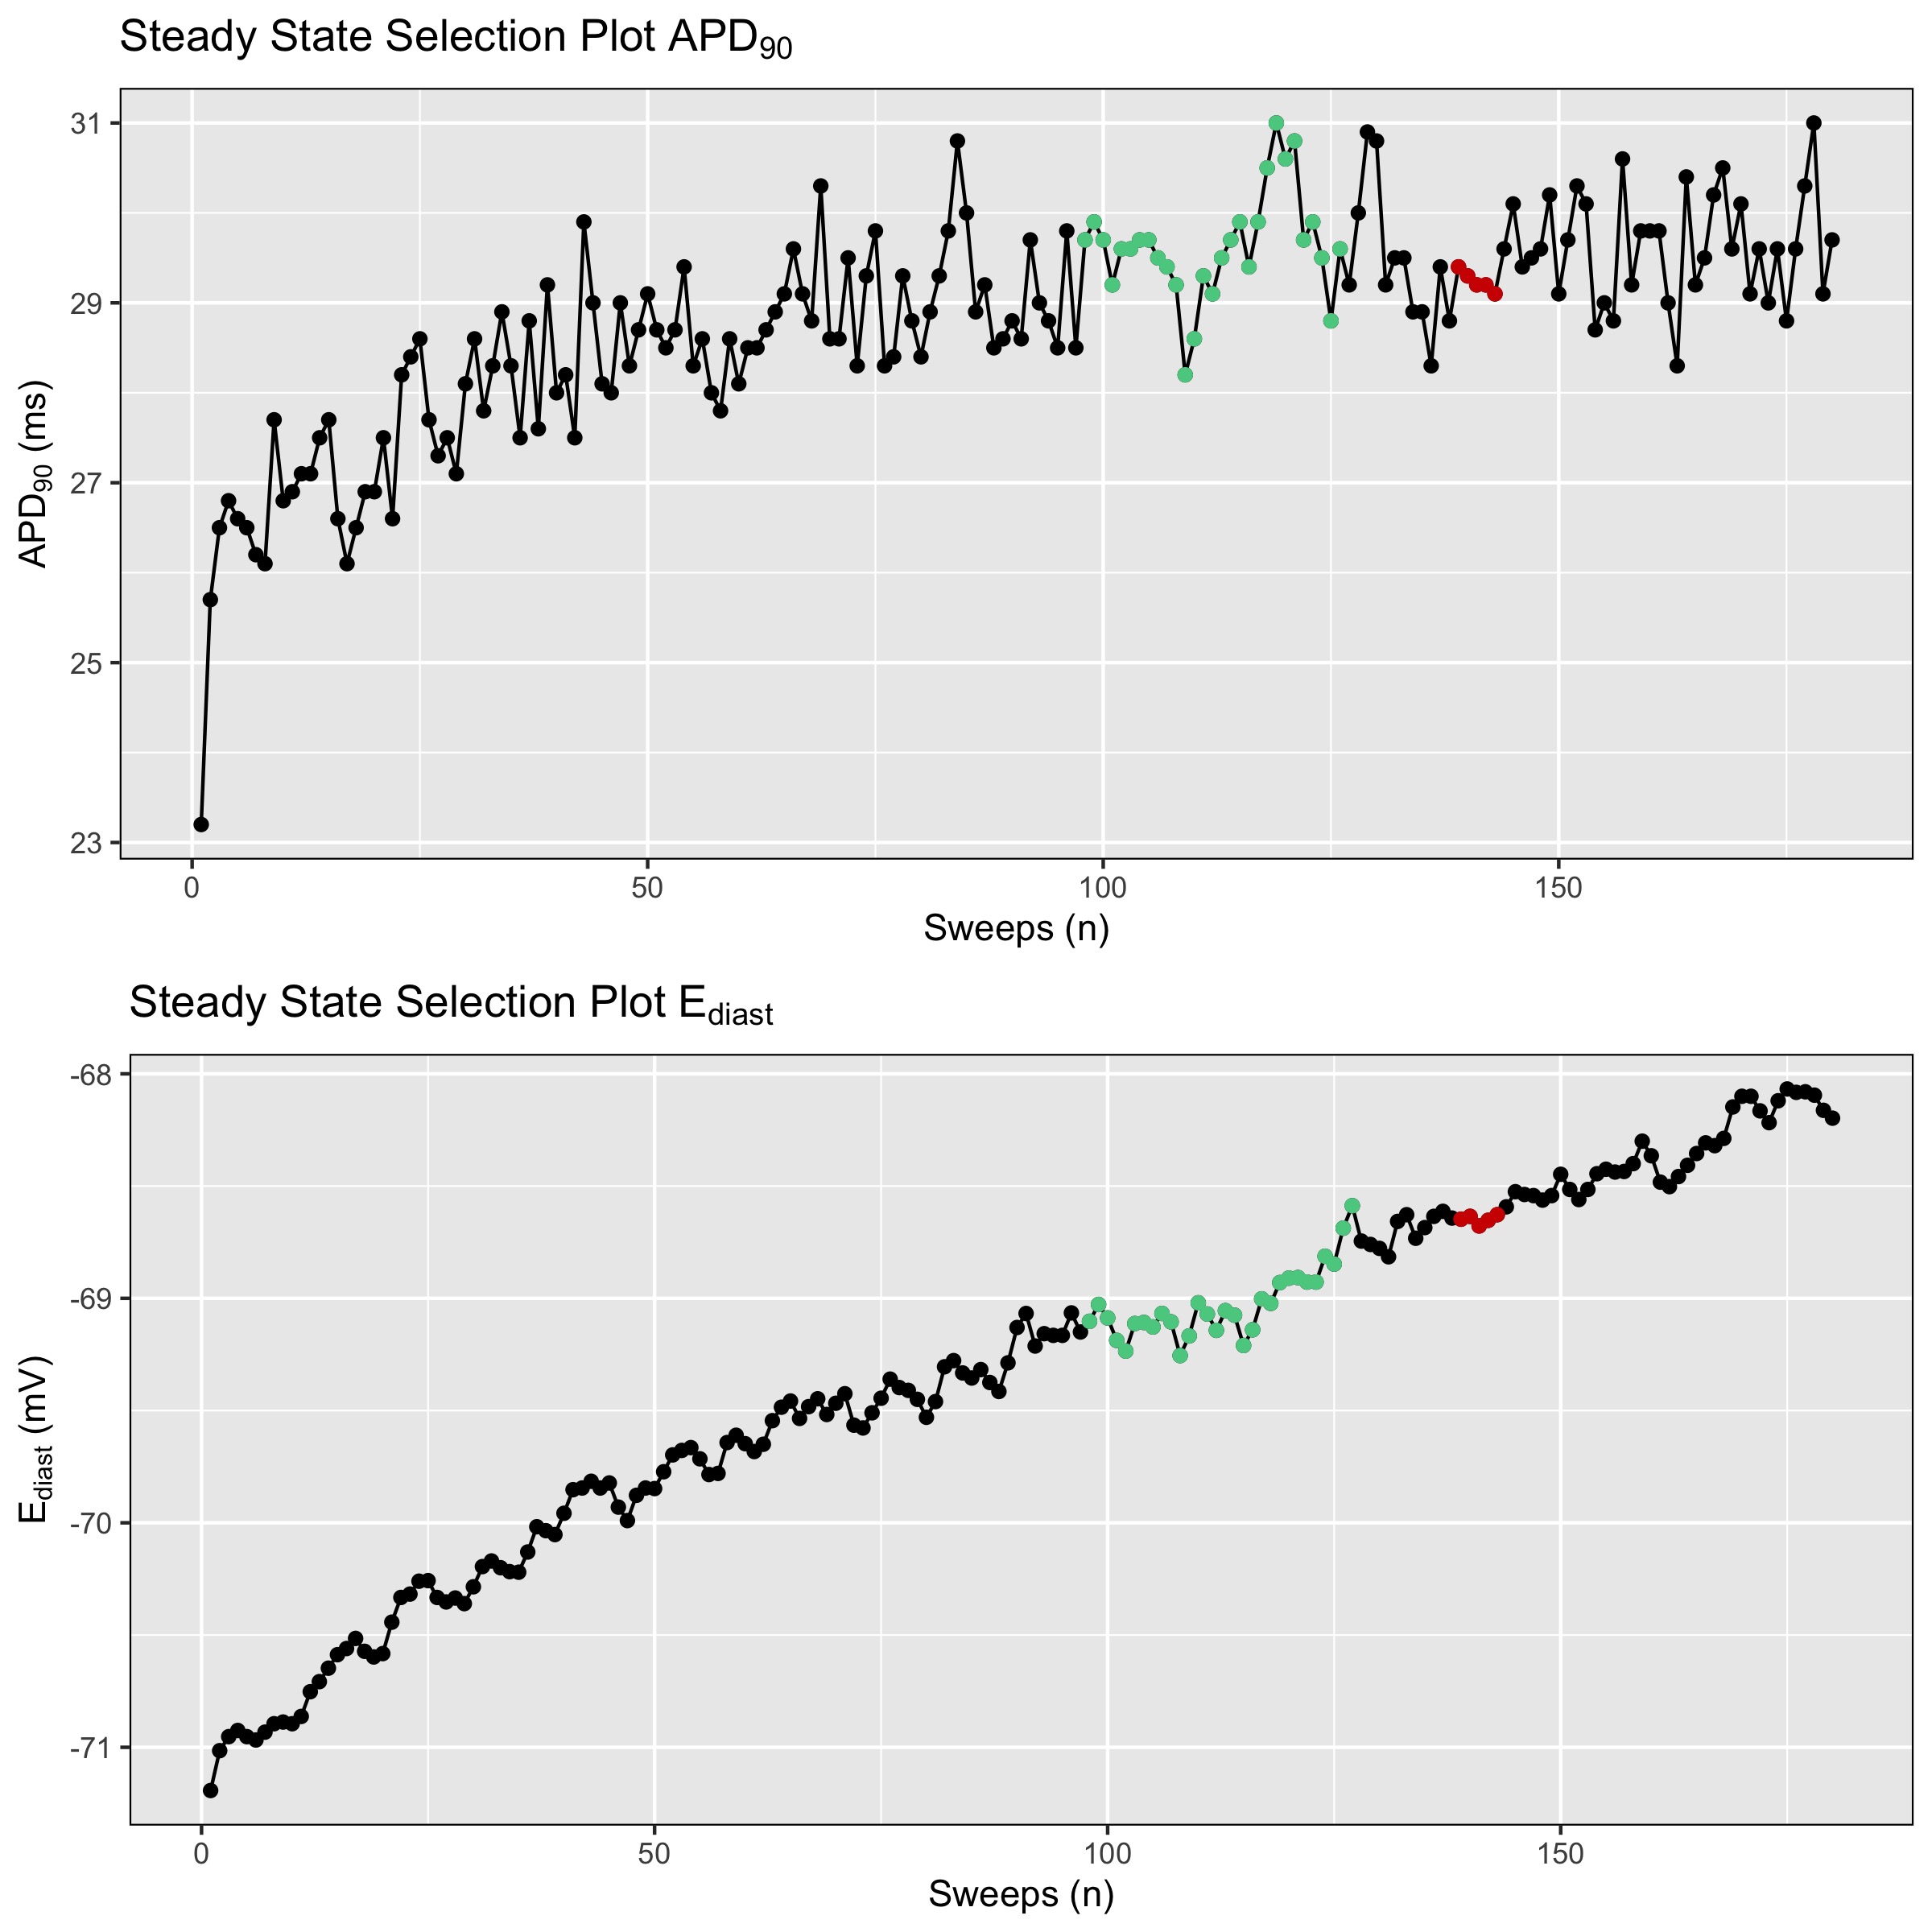 Steady State Selection Plot APD90
31
29
27
25
23
APD90 (ms)
0 50 100 150
Sweeps (n)
Steady State Selection Plot Ediast
-68
-69
-70
-71
Ediast (mV)
0 50 100 150
Sweeps (n)